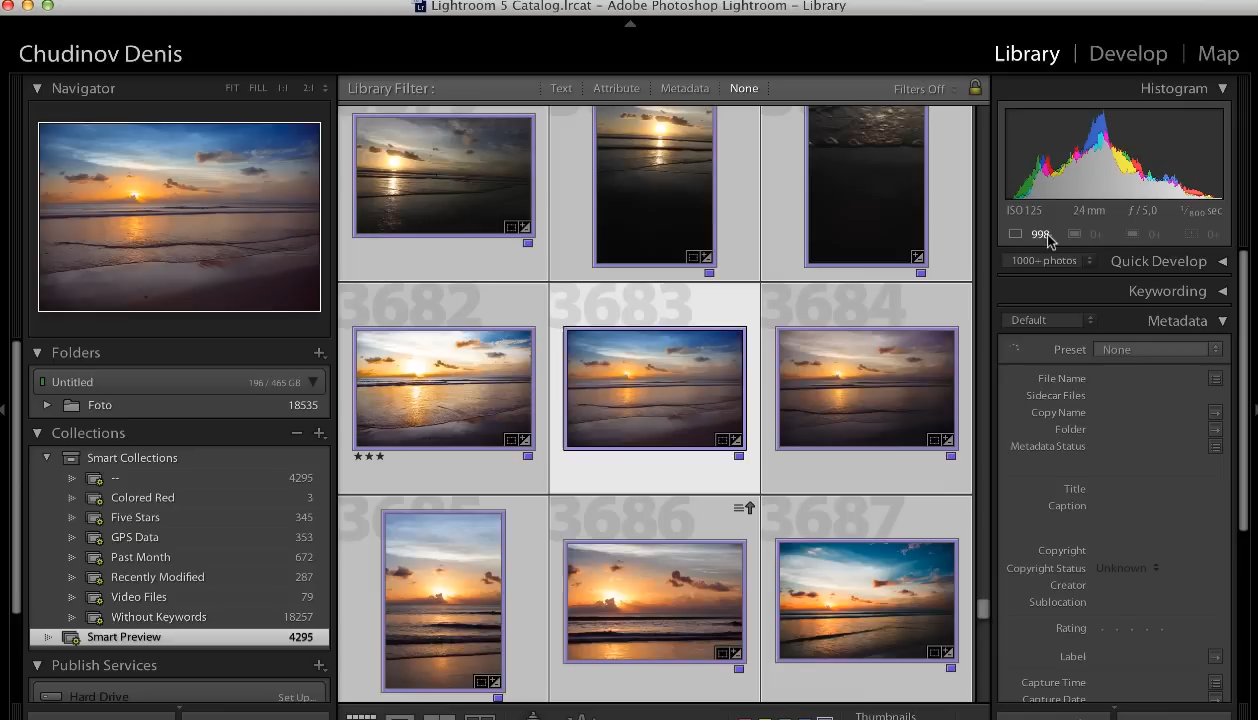 Lightroom 5 Catalog.lrcat – Adobe Photoshop Lightroom – Library
Chudinov Denis
Library | Develop | Map
Navigator FIT FILL 1:1 2:1
Library Filter : Text Attribute Metadata None Filters Off
Histogram
ISO 125 24 mm ƒ / 5,0 1/800 sec
998 0+ 0+ 0+
1000+ photos Quick Develop
Keywording
Default Metadata
Preset None
File Name
Sidecar Files
Copy Name
Folder
Metadata Status
Title
Caption
Copyright
Copyright Status Unknown
Creator
Sublocation
Rating
Label
Capture Time
Capture Date
Folders
Untitled 196 / 465 GB
Foto 18535
Collections
Smart Collections
-- 4295
Colored Red 3
Five Stars 345
GPS Data 353
Past Month 672
Recently Modified 287
Video Files 79
Without Keywords 18257
Smart Preview 4295
Publish Services
Hard Drive Set Up...
3682 3683 3684
3685 3686 3687
Thumbnails